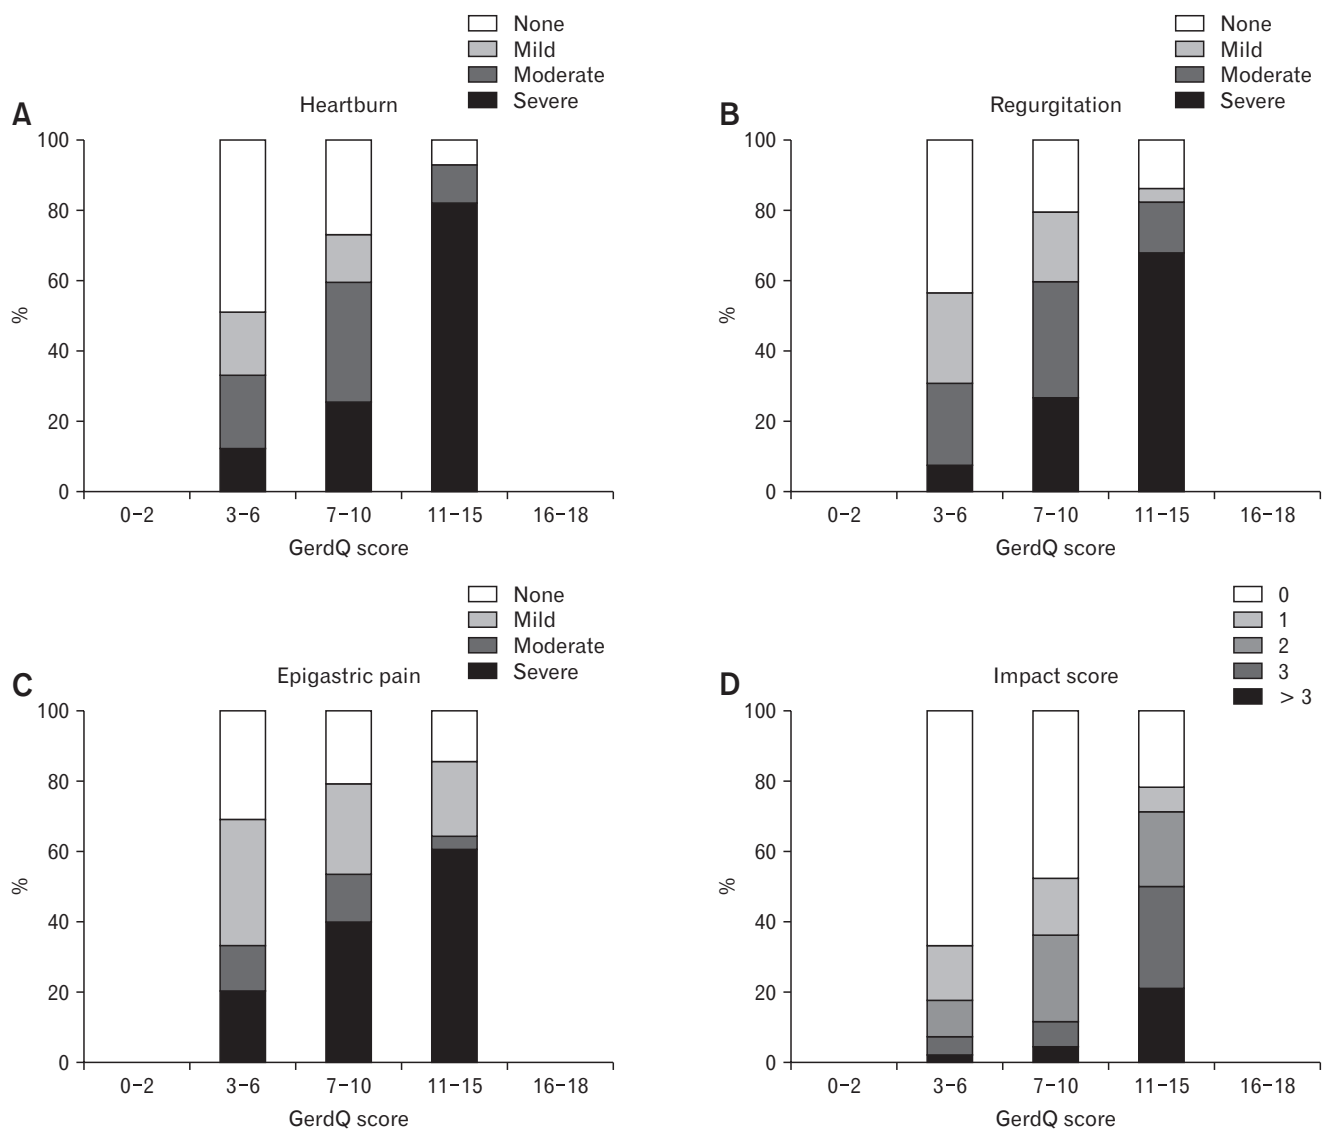 None
Mild
Moderate
Severe
A
Heartburn
100
80
60
40
20
0
%
0–2 3–6 7–10 11–15 16–18
GerdQ score
None
Mild
Moderate
Severe
B
Regurgitation
100
80
60
40
20
0
%
0–2 3–6 7–10 11–15 16–18
GerdQ score
None
Mild
Moderate
Severe
C
Epigastric pain
100
80
60
40
20
0
%
0–2 3–6 7–10 11–15 16–18
GerdQ score
0
1
2
3
> 3
D
Impact score
100
80
60
40
20
0
%
0–2 3–6 7–10 11–15 16–18
GerdQ score